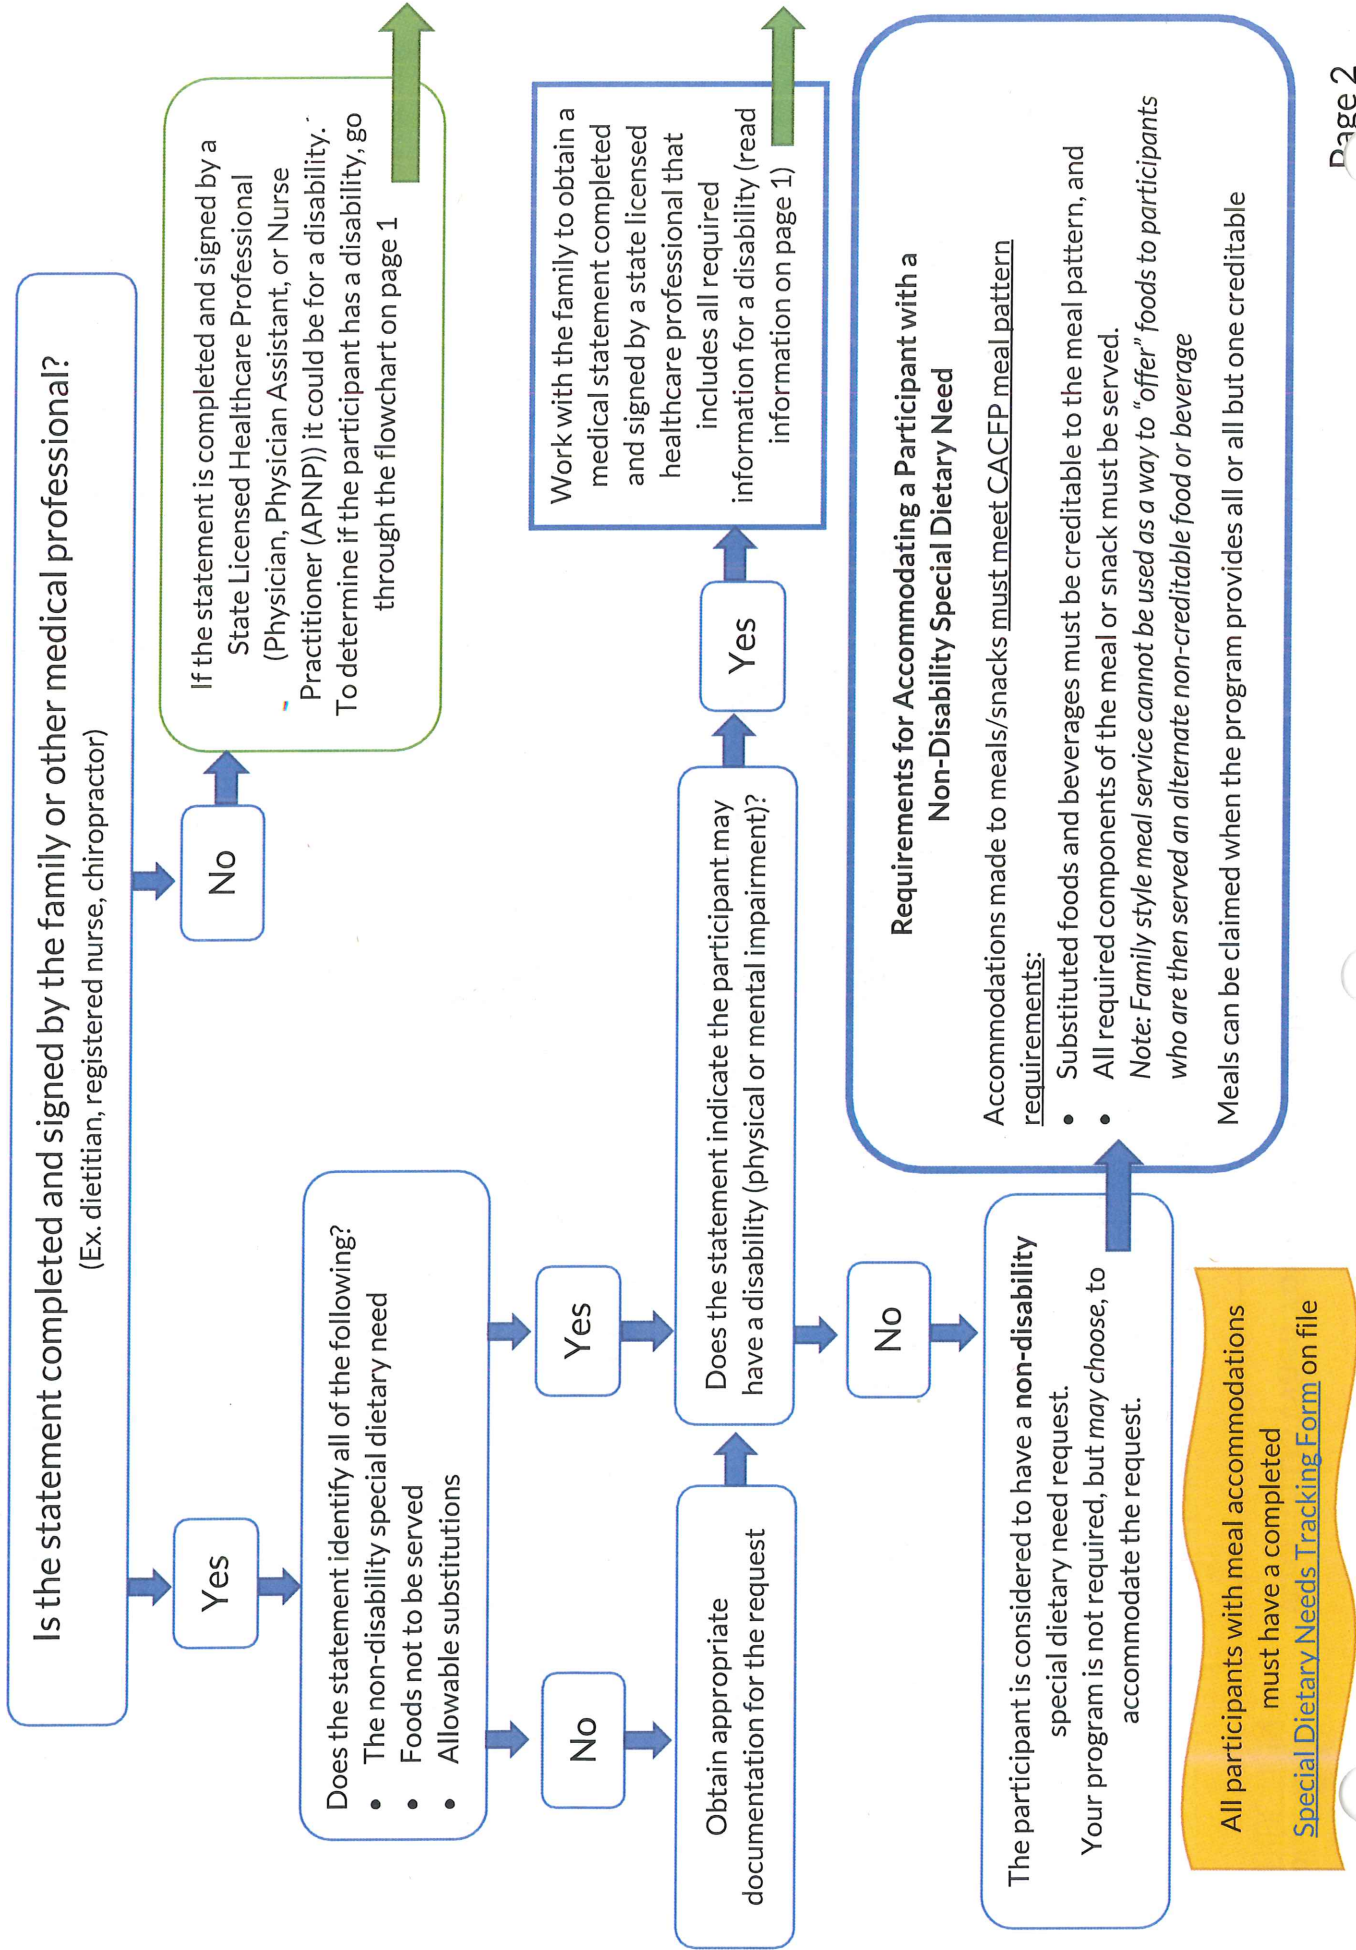 Is the statement completed and signed by the family or other medical professional?
(Ex. dietitian, registered nurse, chiropractor)
Yes
No
If the statement is completed and signed by a
State Licensed Healthcare Professional
(Physician, Physician Assistant, or Nurse
Practitioner (APNP)) it could be for a disability.
To determine if the participant has a disability, go
through the flowchart on page 1
Does the statement identify all of the following?
• The non-disability special dietary need
• Foods not to be served
• Allowable substitutions
No
Yes
Obtain appropriate
documentation for the request
Does the statement indicate the participant may
have a disability (physical or mental impairment)?
Yes
Work with the family to obtain a
medical statement completed
and signed by a state licensed
healthcare professional that
includes all required
information for a disability (read
information on page 1)
No
The participant is considered to have a non-disability
special dietary need request.
Your program is not required, but may choose, to
accommodate the request.
Requirements for Accommodating a Participant with a
Non-Disability Special Dietary Need
Accommodations made to meals/snacks must meet CACFP meal pattern
requirements:
• Substituted foods and beverages must be creditable to the meal pattern, and
• All required components of the meal or snack must be served.
Note: Family style meal service cannot be used as a way to “offer” foods to participants
who are then served an alternate non-creditable food or beverage
Meals can be claimed when the program provides all or all but one creditable
All participants with meal accommodations
must have a completed
Special Dietary Needs Tracking Form on file
Page 2